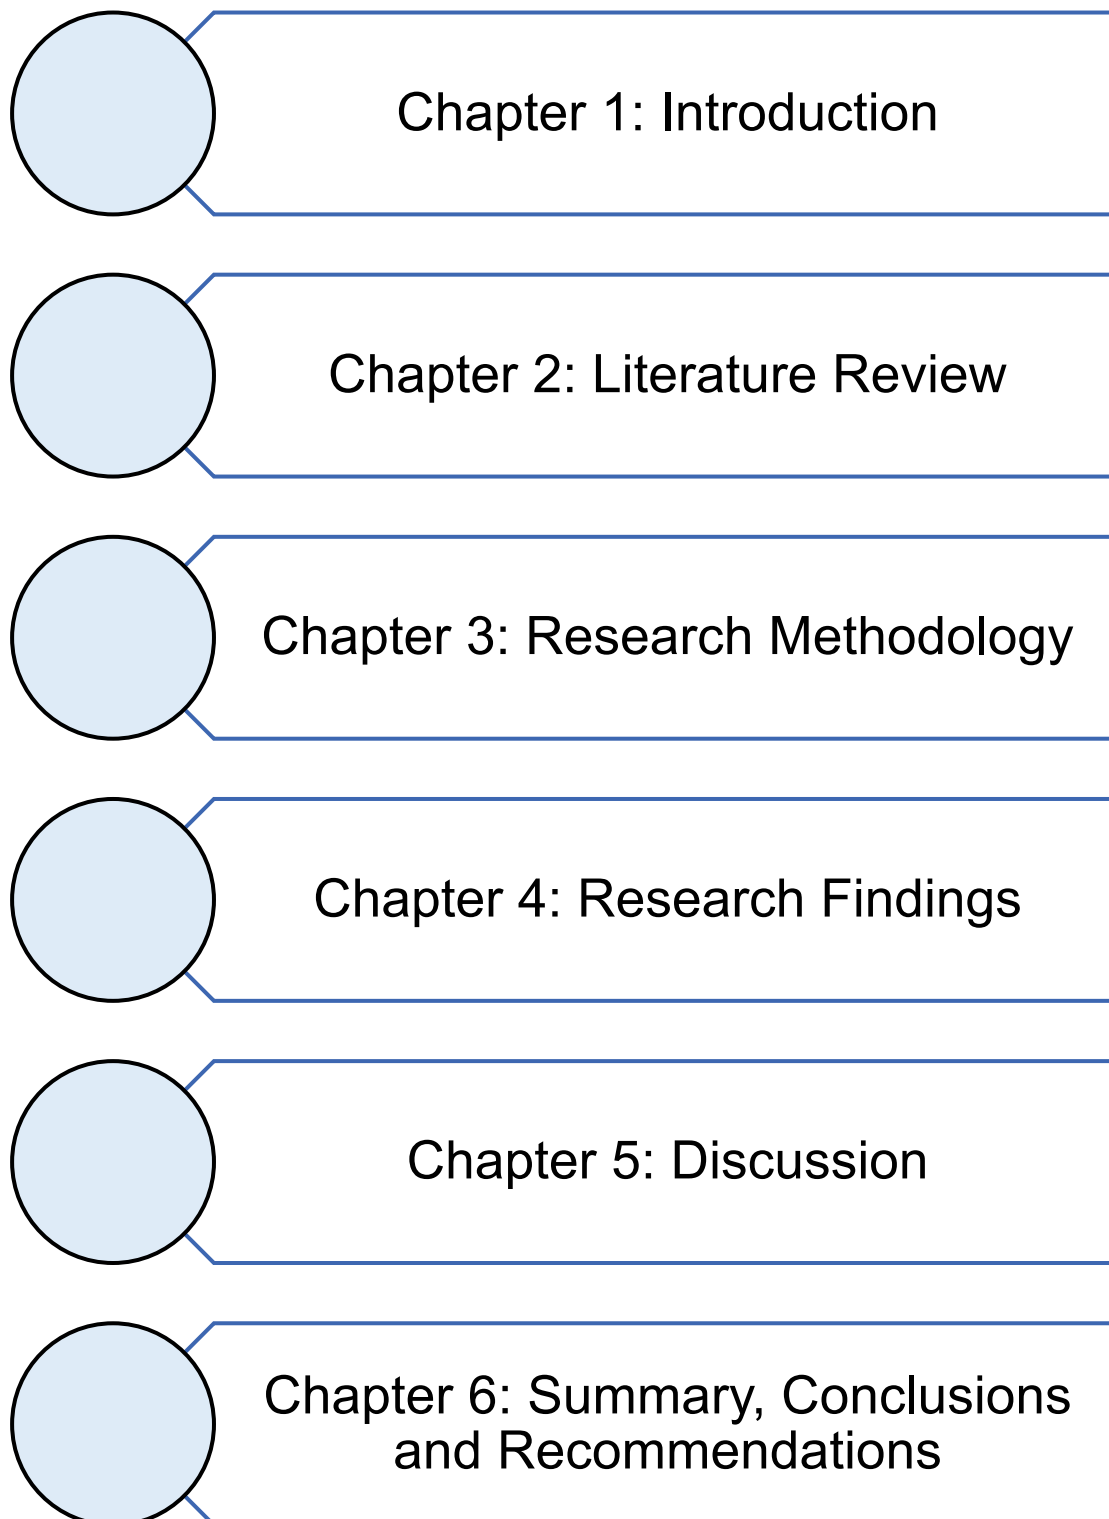 Chapter 1: Introduction
Chapter 2: Literature Review
Chapter 3: Research Methodology
Chapter 4: Research Findings
Chapter 5: Discussion
Chapter 6: Summary, Conclusions
and Recommendations